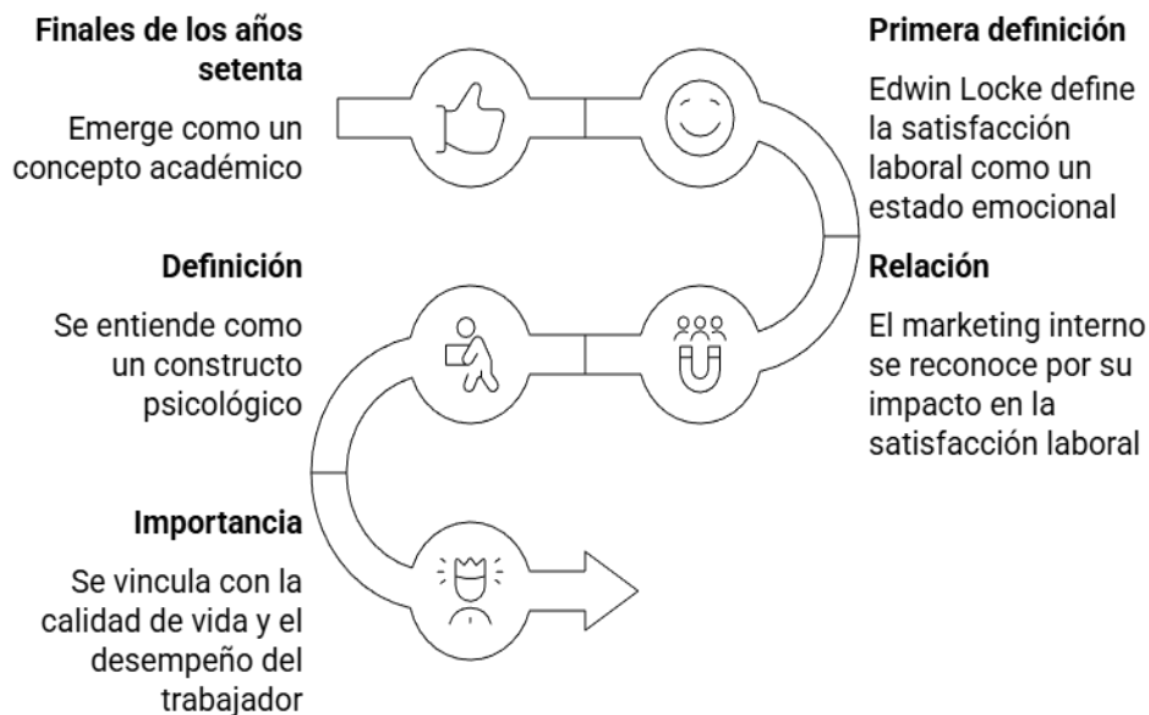 Finales de los años
setenta
Emerge como un
concepto académico
Primera definición
Edwin Locke define
la satisfacción
laboral como un
estado emocional
Relación
El marketing interno
se reconoce por su
impacto en la
satisfacción laboral
Definición
Se entiende como
un constructo
psicológico
Importancia
Se vincula con la
calidad de vida y el
desempeño del
trabajador